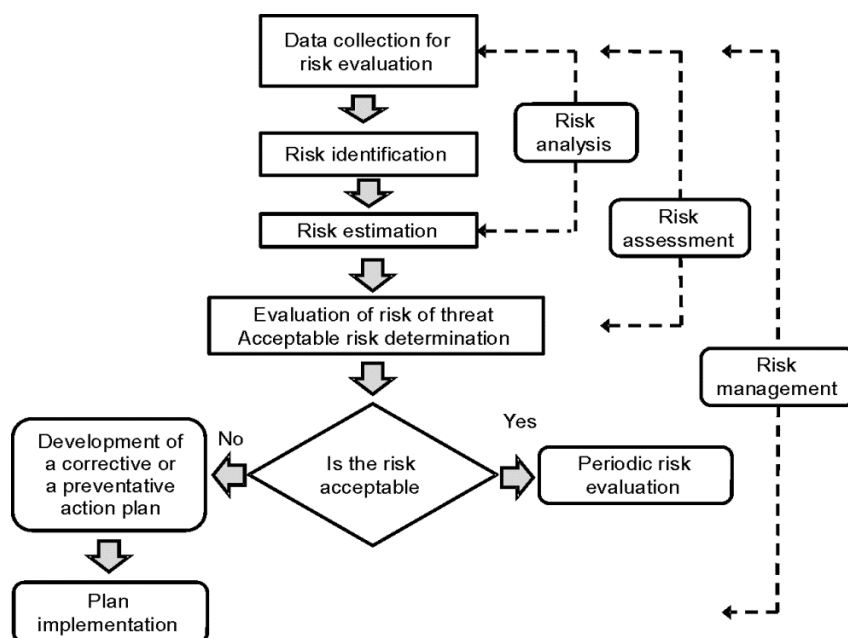 Data collection for
risk evaluation
Risk
analysis
Risk identification
Risk estimation
Risk
assessment
Evaluation of risk of threat
Acceptable risk determination
Risk
management
No
Yes
Development of
a corrective or
a preventative
action plan
Is the risk
acceptable
Periodic risk
evaluation
Plan
implementation